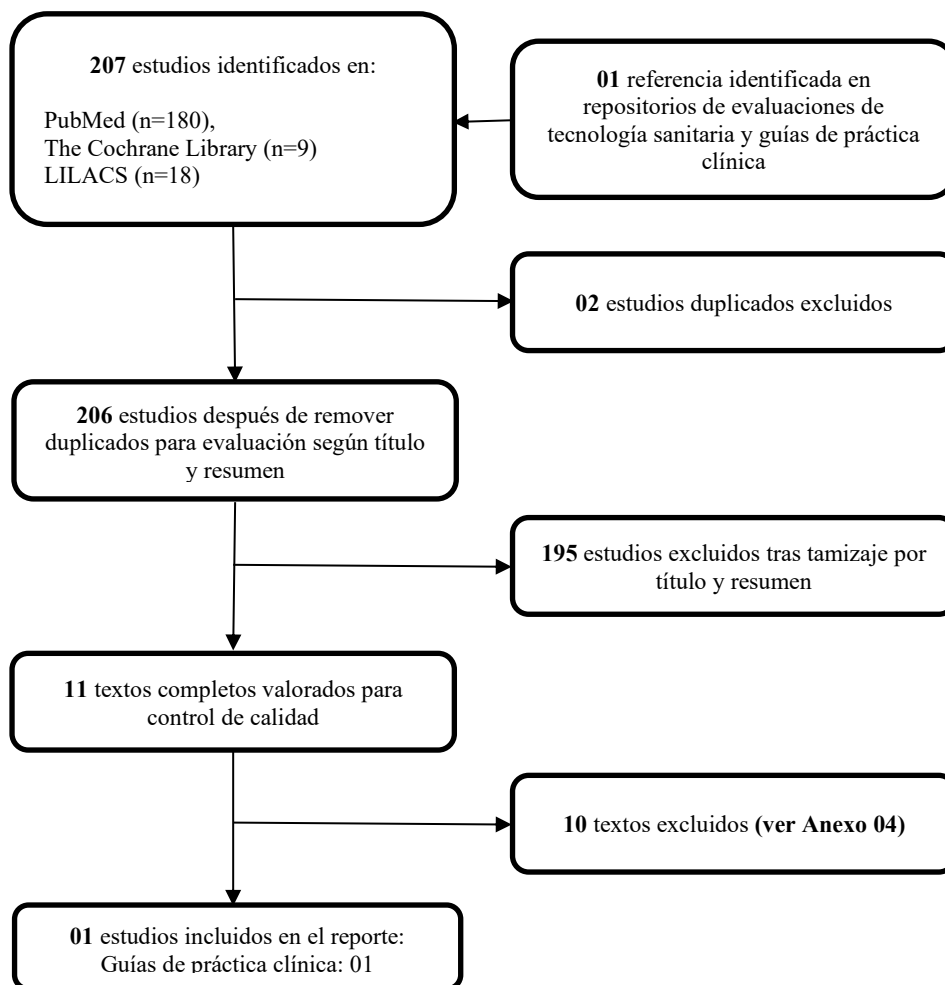 207 estudios identificados en:
PubMed (n=180),
The Cochrane Library (n=9)
LILACS (n=18)
01 referencia identificada en
repositorios de evaluaciones de
tecnología sanitaria y guías de práctica
clínica
02 estudios duplicados excluidos
206 estudios después de remover
duplicados para evaluación según título
y resumen
195 estudios excluidos tras tamizaje por
título y resumen
11 textos completos valorados para
control de calidad
10 textos excluidos (ver Anexo 04)
01 estudios incluidos en el reporte:
Guías de práctica clínica: 01